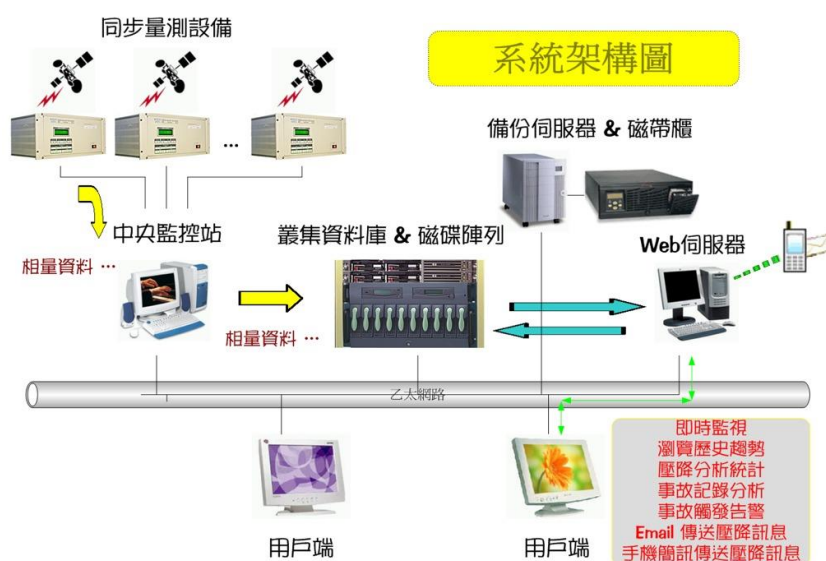 同步量測設備
系統架構圖
...
備份伺服器 & 磁帶櫃
中央監控站
叢集資料庫 & 磁碟陣列
Web伺服器
相量資料 ...
相量資料 ...
乙太網路
即時監視
瀏覽歷史趨勢
壓降分析統計
事故記錄分析
事故觸發告警
Email 傳送壓降訊息
手機簡訊傳送壓降訊息
用戶端
用戶端